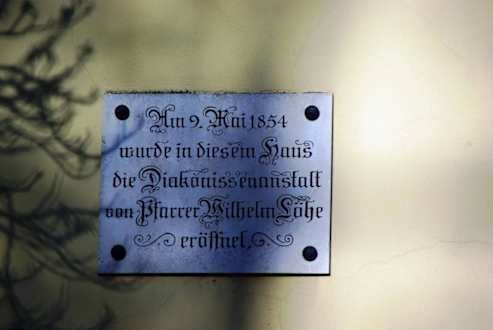 Am 9. Mai 1854
wurde in diesem Haus
die Diakonissenanstalt
von Pfarrer Wilhelm Löhe
eröffnet.